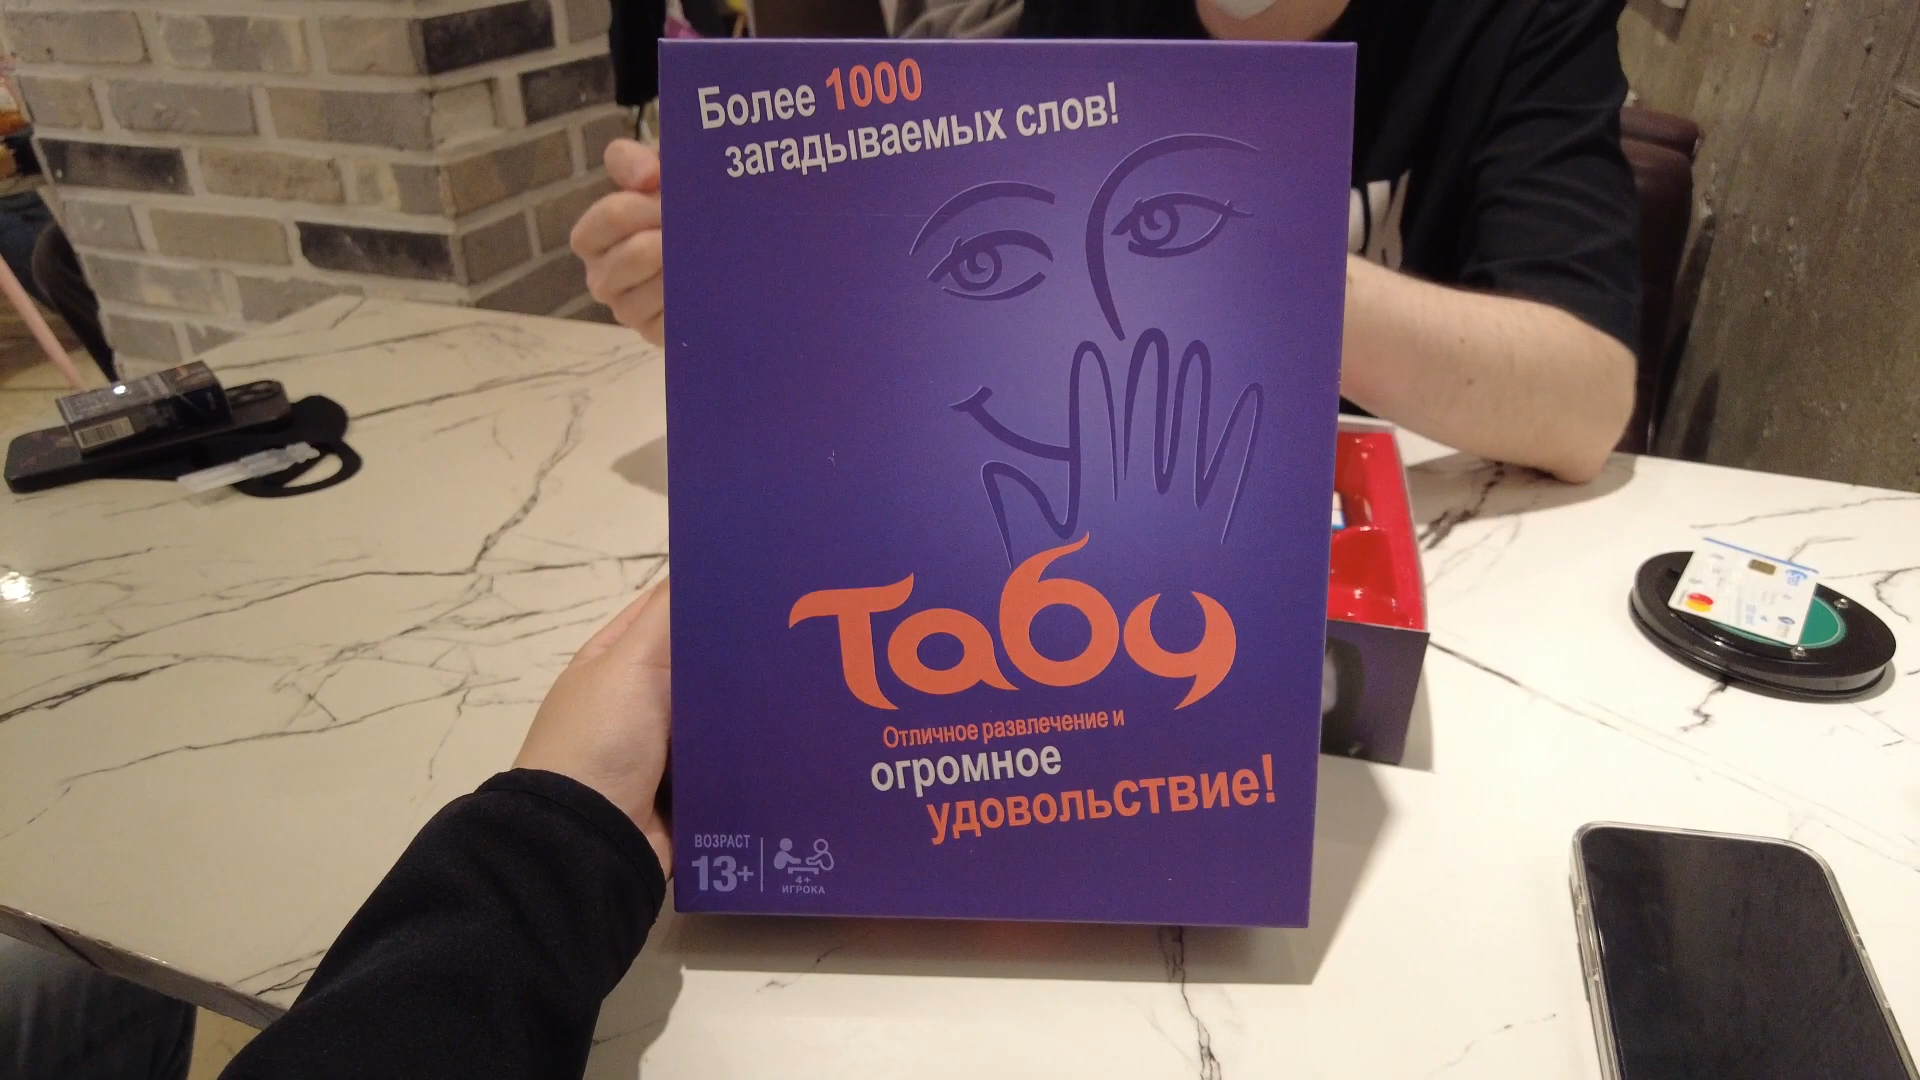 Более 1000
загадываемых слов!
Табу
Отличное развлечение и
огромное
удовольствие!
ВОЗРАСТ
13+
4+
ИГРОКА